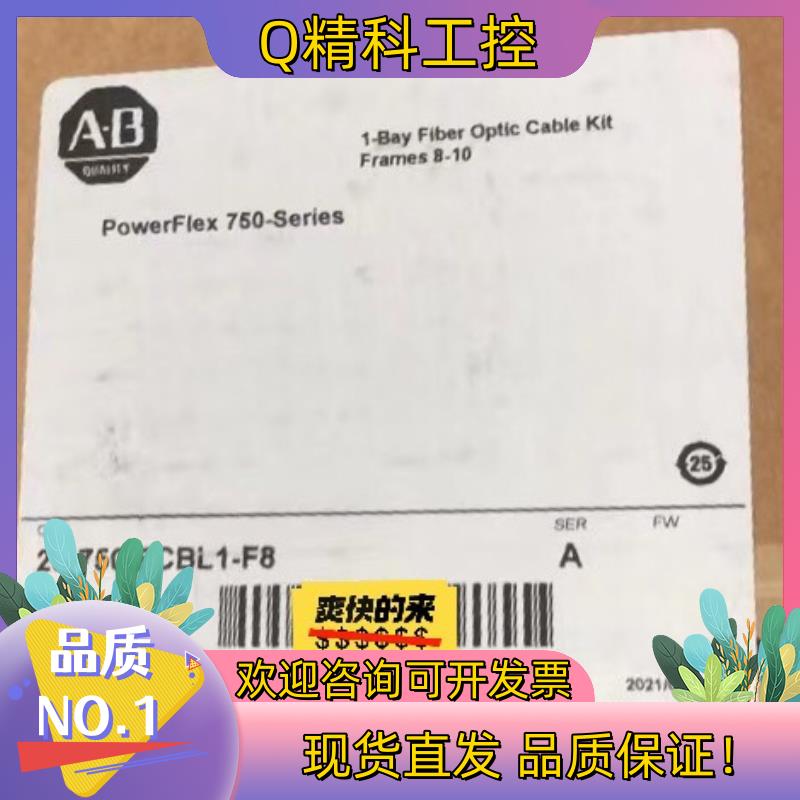 Q精科工控
A-B
QUALITY
1-Bay Fiber Optic Cable Kit
Frames 8-10
PowerFlex 750-Series
25
SER
FW
CBL1-F8
A
爽快的来
$$$$$$
品质
NO.1
欢迎咨询可开发票
2021/
现货直发 品质保证！